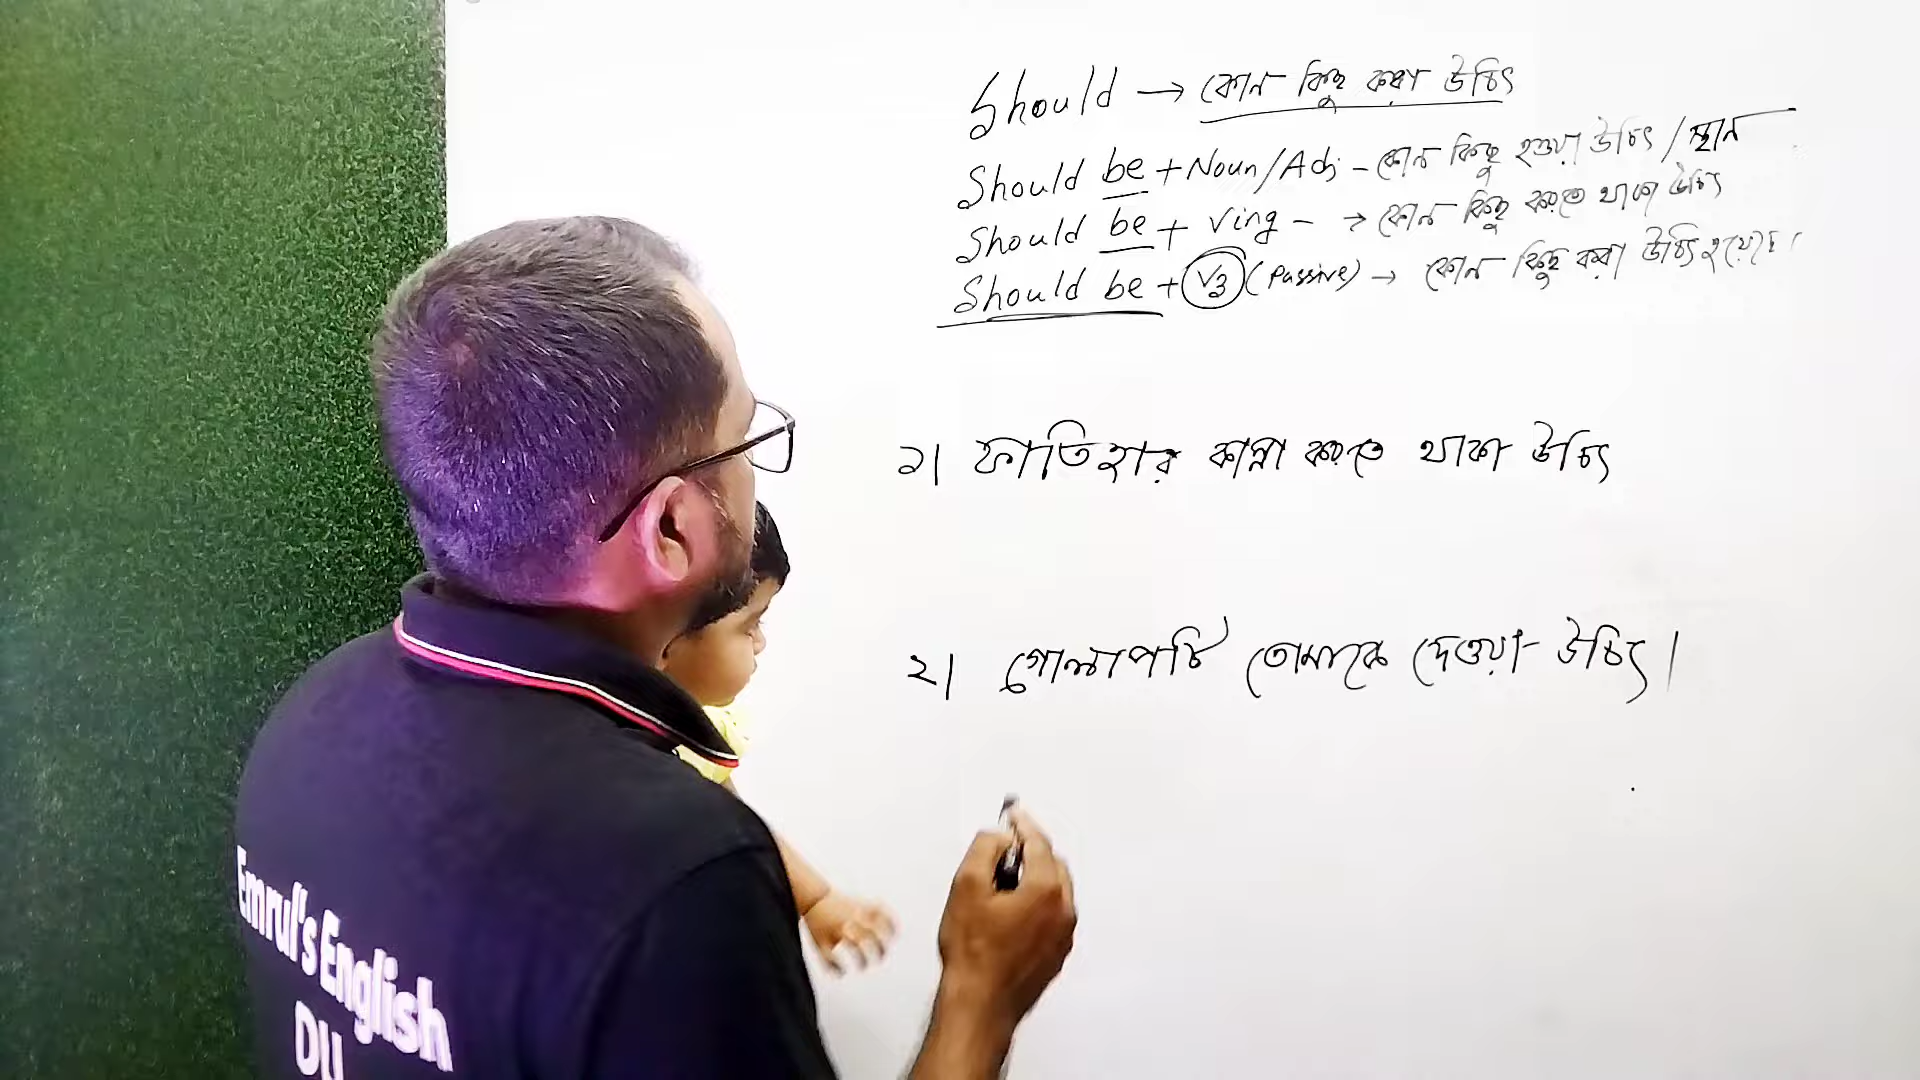 Should → কোন কিছু করা উচিৎ
Should be + Noun/Adj - কোন কিছু হওয়া উচিৎ / স্থান
Should be + Ving - → কোন কিছু করতে থাকা উচিৎ
Should be + V3 (Passive) → কোন কিছু করা উচিৎ হয়েছে।
১। ফাতিহার কান্না করতে থাকা উচিৎ
২। গোলাপটি তোমাকে দেওয়া উচিৎ।
Emrul's English
DU